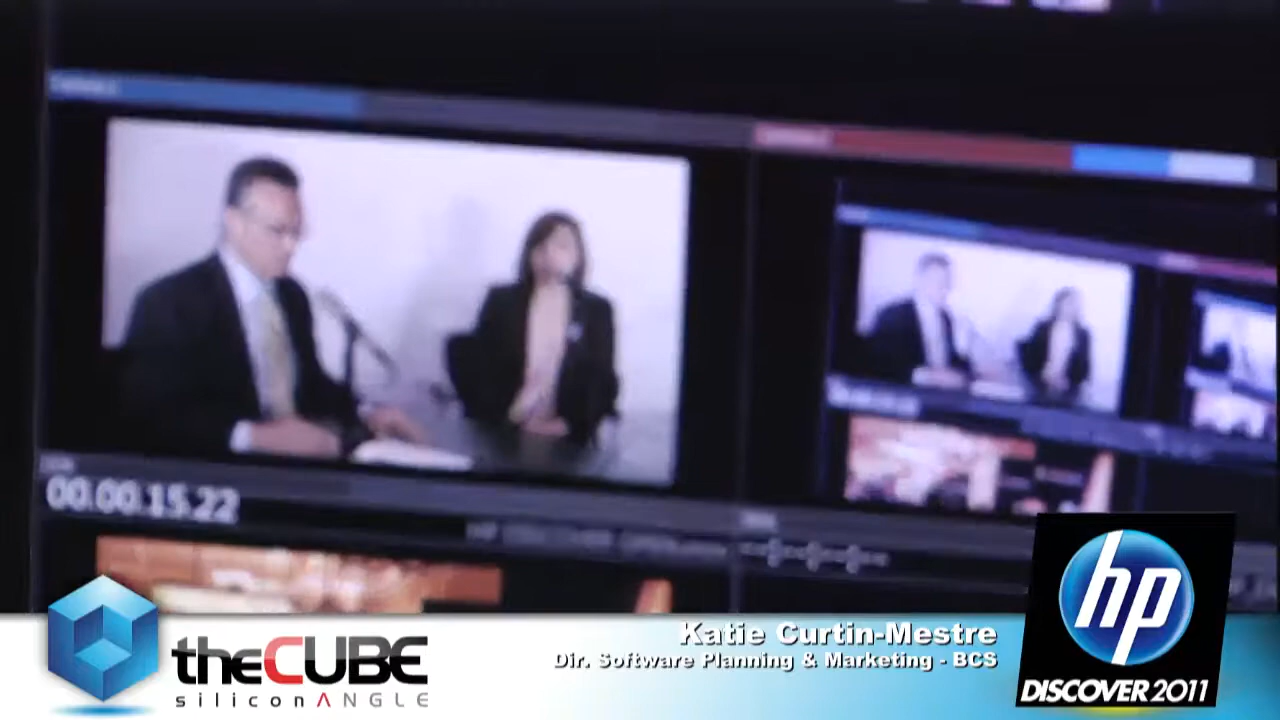 00.00.15.22
theCUBE
siliconANGLE
Katie Curtin-Mestre
Dir. Software Planning & Marketing - BCS
hp
DISCOVER 2011